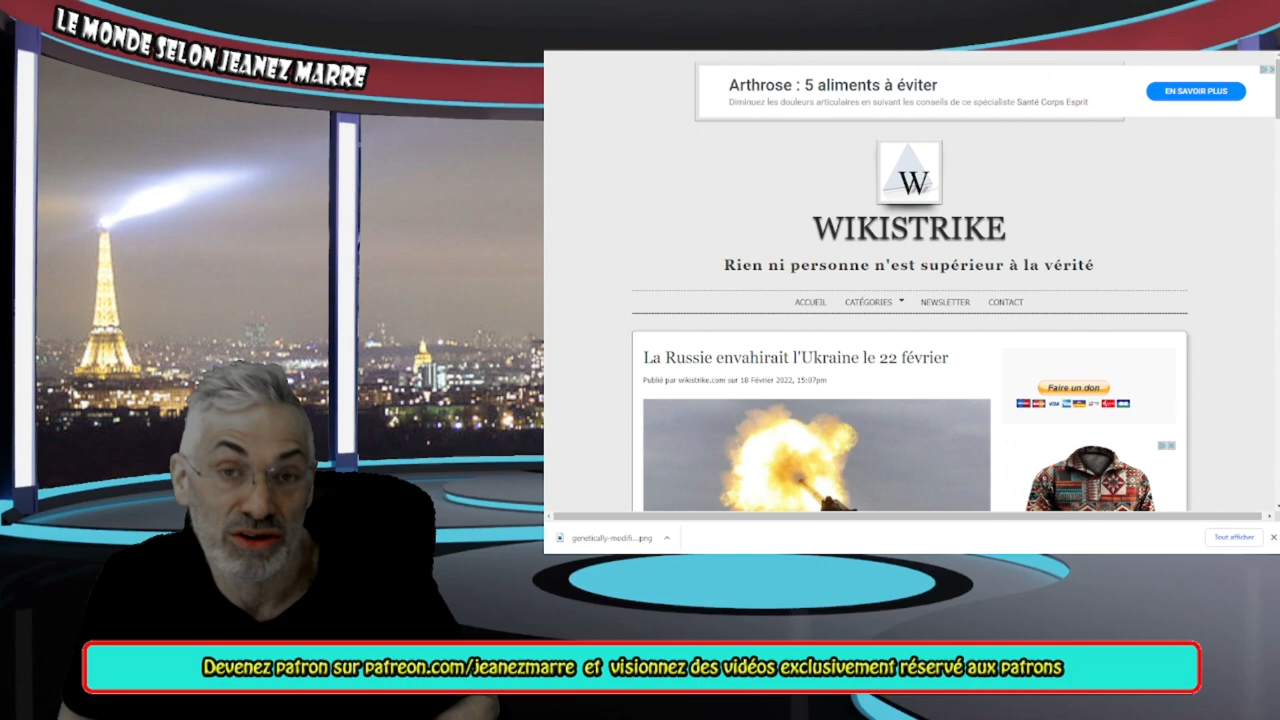 LE MONDE SELON JEANEZ MARRE
Arthrose : 5 aliments à éviter
Diminuez les douleurs articulaires en suivant les conseils de ce spécialiste Santé Corps Esprit
EN SAVOIR PLUS
W
WIKISTRIKE
Rien ni personne n'est supérieur à la vérité
ACCUEIL CATÉGORIES NEWSLETTER CONTACT
La Russie envahirait l'Ukraine le 22 février
Publié par wikistrike.com sur 18 Février 2022, 15:07pm
Faire un don
genetically-modifi....png
Tout afficher
Devenez patron sur patreon.com/jeanezmarre et visionnez des vidéos exclusivement réservé aux patrons